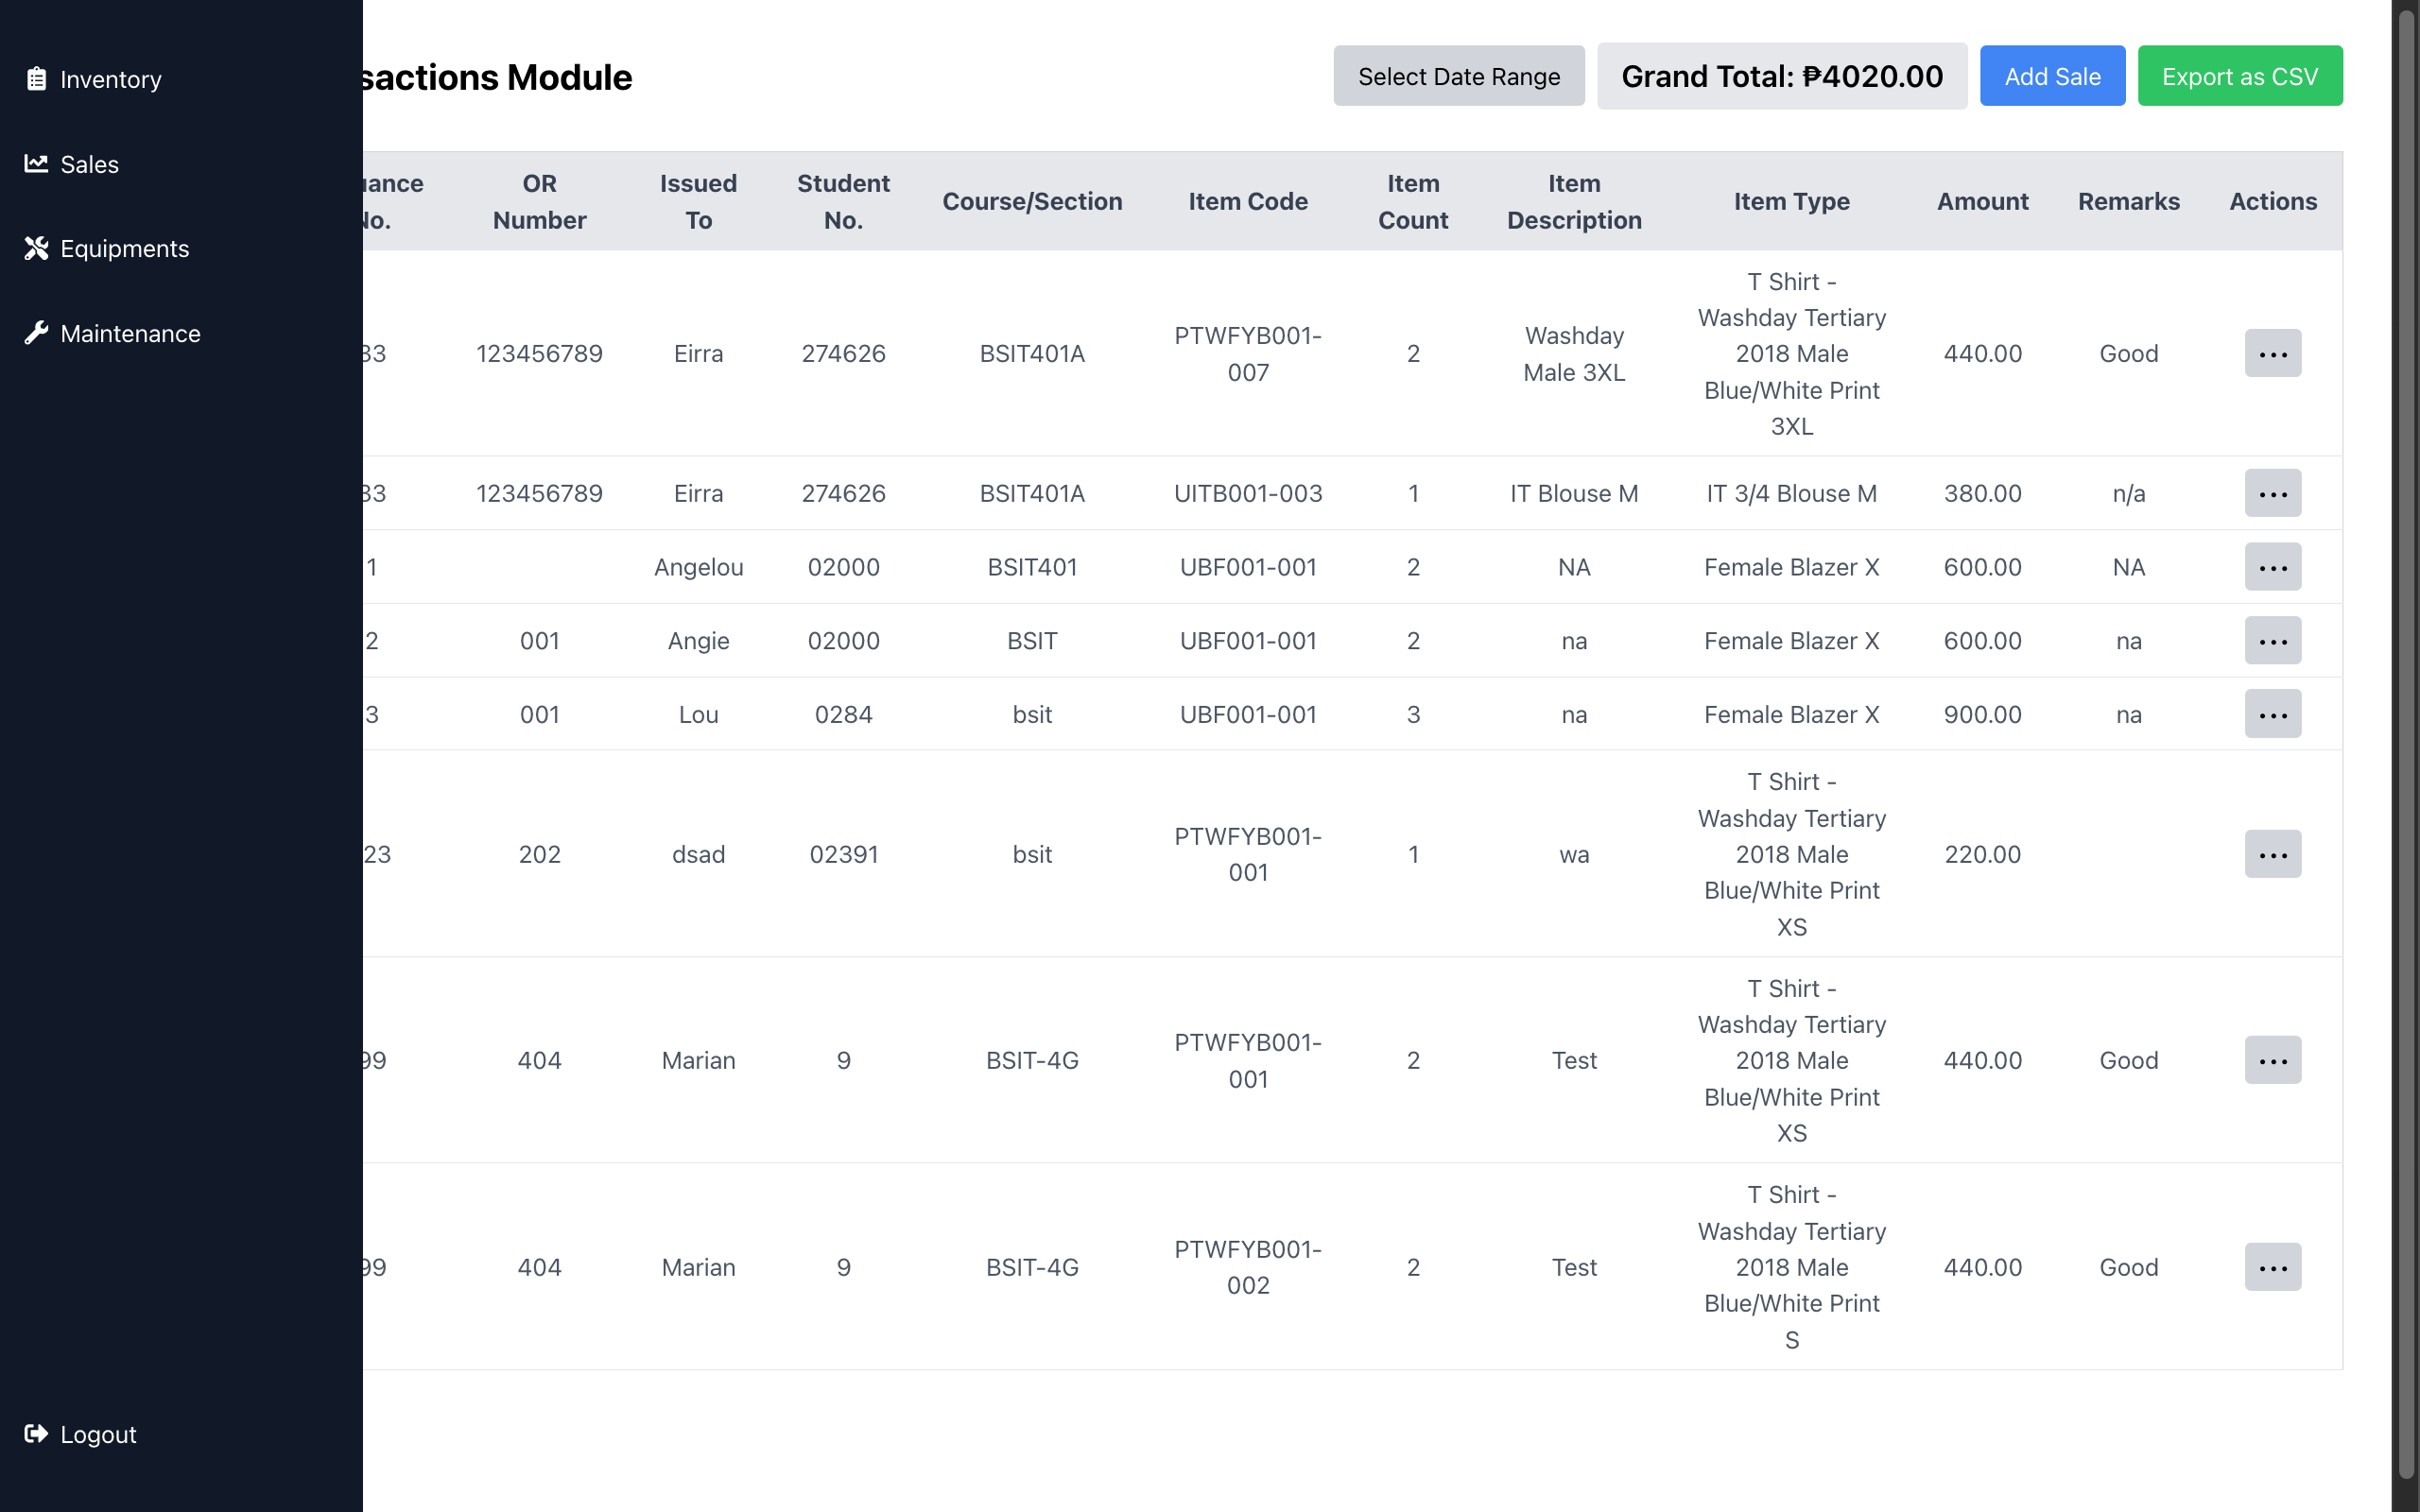 Inventory
Sales
Equipments
Maintenance
Logout
sactions Module
Select Date Range
Grand Total: ₱4020.00
Add Sale
Export as CSV
No.
OR
Number
Issued
To
Student
No.
Course/Section
Item Code
Item
Count
Item
Description
Item Type
Amount
Remarks
Actions
33
123456789
Eirra
274626
BSIT401A
PTWFYB001-
007
2
Washday
Male 3XL
T Shirt -
Washday Tertiary
2018 Male
Blue/White Print
3XL
440.00
Good
33
123456789
Eirra
274626
BSIT401A
UITB001-003
1
IT Blouse M
IT 3/4 Blouse M
380.00
n/a
1
Angelou
02000
BSIT401
UBF001-001
2
NA
Female Blazer X
600.00
NA
2
001
Angie
02000
BSIT
UBF001-001
2
na
Female Blazer X
600.00
na
3
001
Lou
0284
bsit
UBF001-001
3
na
Female Blazer X
900.00
na
23
202
dsad
02391
bsit
PTWFYB001-
001
1
wa
T Shirt -
Washday Tertiary
2018 Male
Blue/White Print
XS
220.00
99
404
Marian
9
BSIT-4G
PTWFYB001-
001
2
Test
T Shirt -
Washday Tertiary
2018 Male
Blue/White Print
XS
440.00
Good
99
404
Marian
9
BSIT-4G
PTWFYB001-
002
2
Test
T Shirt -
Washday Tertiary
2018 Male
Blue/White Print
S
440.00
Good